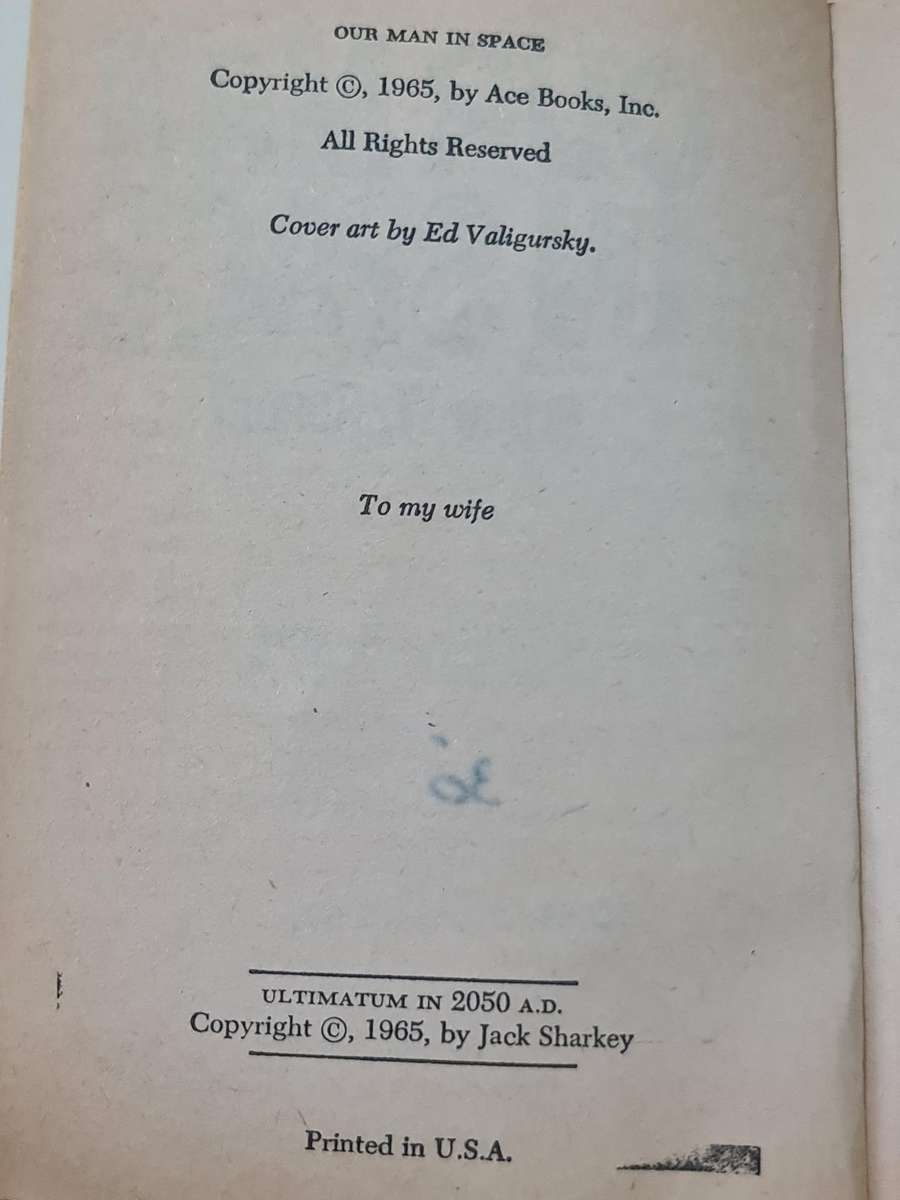 OUR MAN IN SPACE
Copyright ©, 1965, by Ace Books, Inc.
All Rights Reserved
Cover art by Ed Valigursky.
To my wife
ULTIMATUM IN 2050 A.D.
Copyright ©, 1965, by Jack Sharkey
Printed in U.S.A.